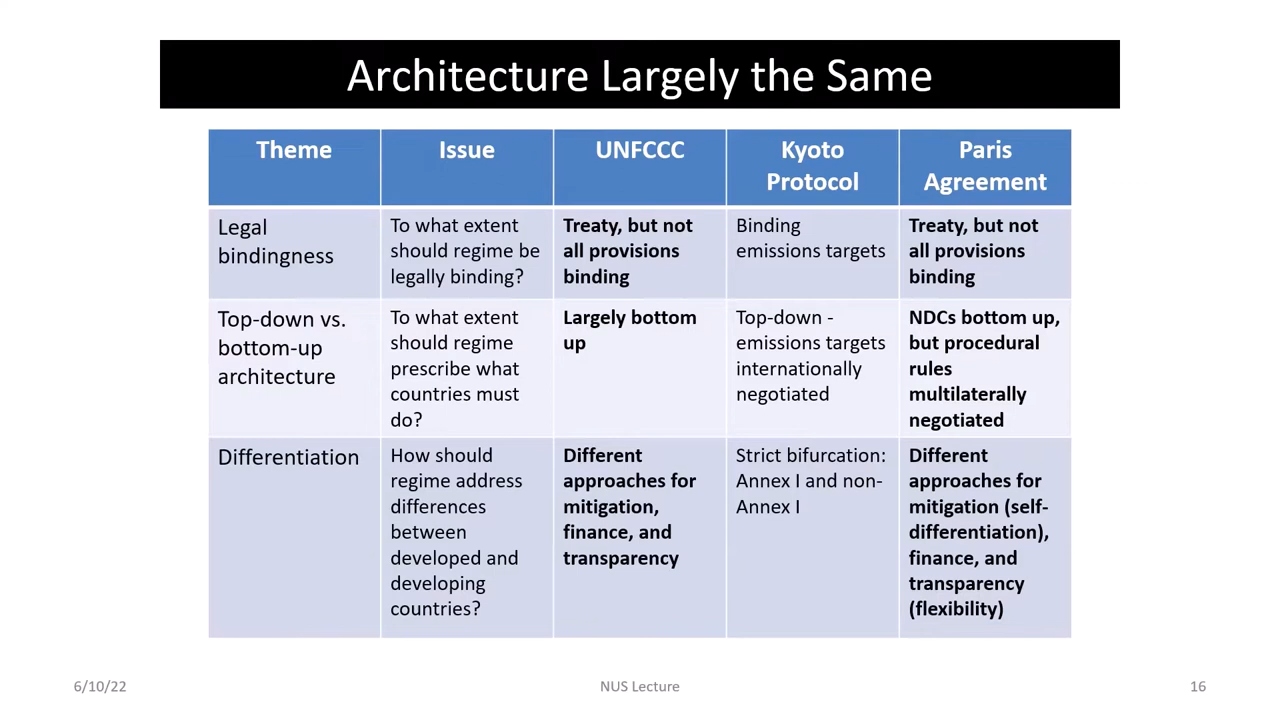 Architecture Largely the Same
Theme
Issue
UNFCCC
Kyoto
Protocol
Paris
Agreement
Legal
bindingness
To what extent
should regime be
legally binding?
Treaty, but not
all provisions
binding
Binding
emissions targets
Treaty, but not
all provisions
binding
Top-down vs.
bottom-up
architecture
To what extent
should regime
prescribe what
countries must
do?
Largely bottom
up
Top-down -
emissions targets
internationally
negotiated
NDCs bottom up,
but procedural
rules
multilaterally
negotiated
Differentiation
How should
regime address
differences
between
developed and
developing
countries?
Different
approaches for
mitigation,
finance, and
transparency
Strict bifurcation:
Annex I and non-
Annex I
Different
approaches for
mitigation (self-
differentiation),
finance, and
transparency
(flexibility)
6/10/22
NUS Lecture
16